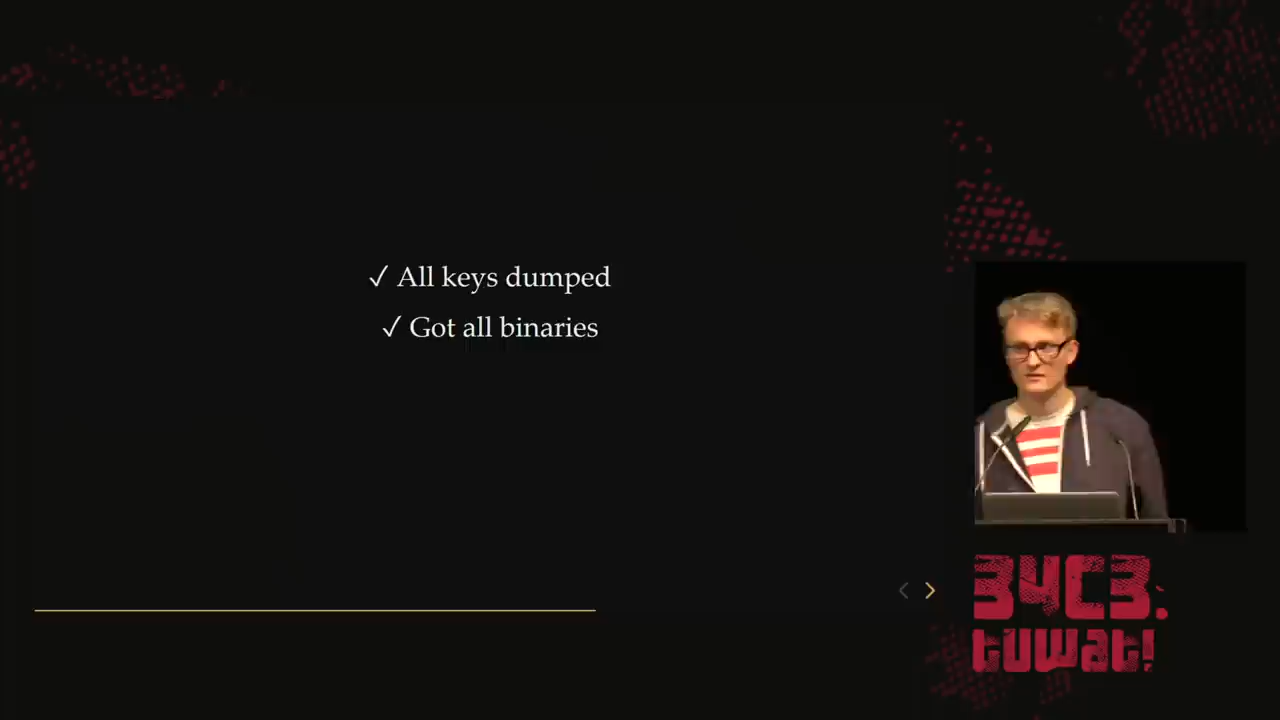 ✓ All keys dumped
✓ Got all binaries
34C3.
tuwat!